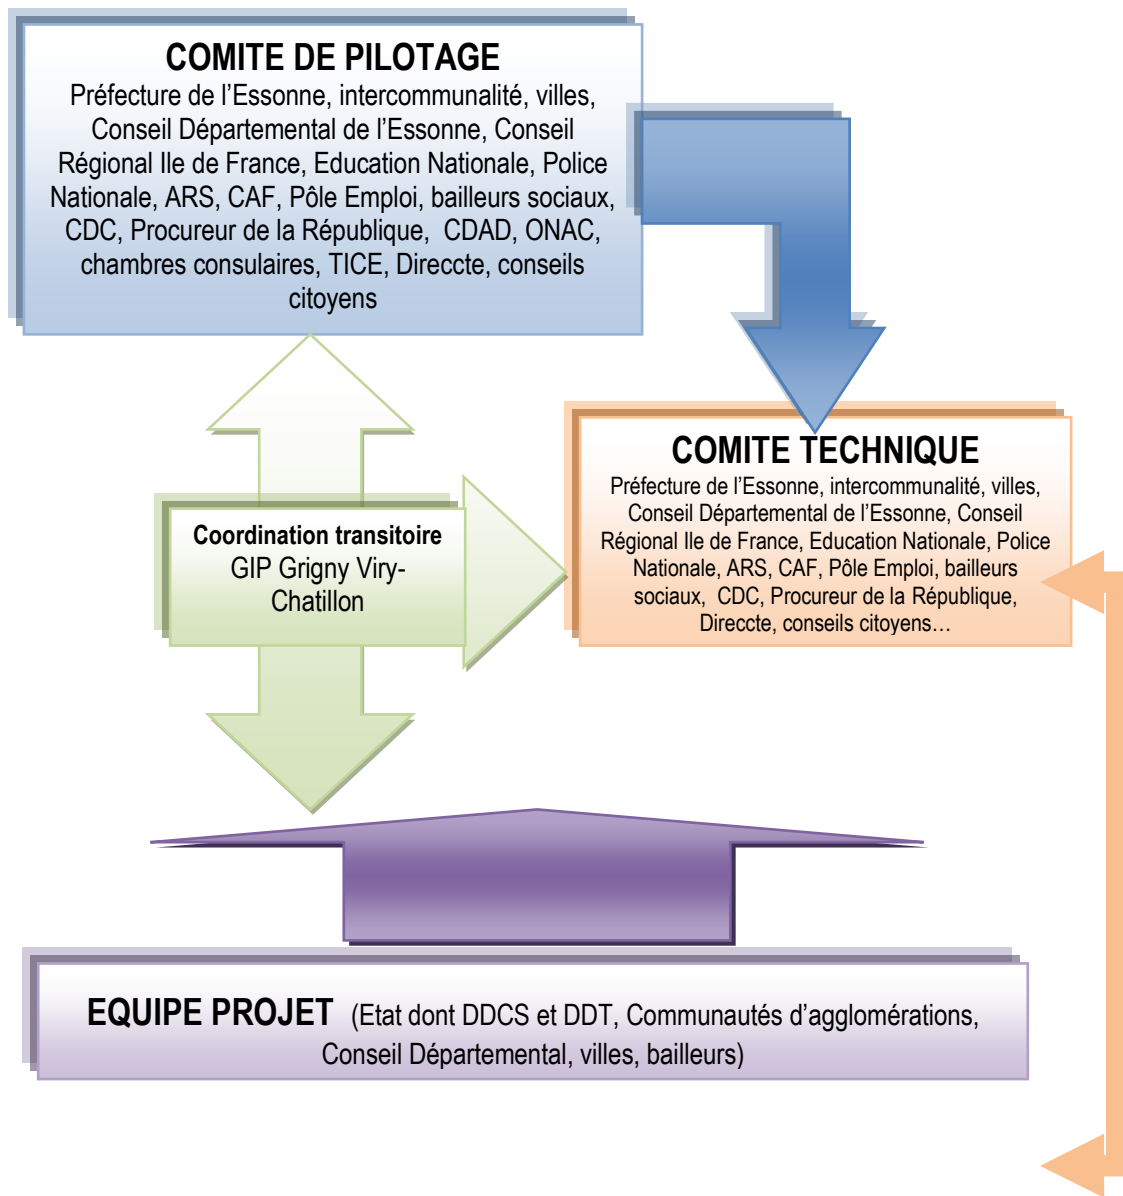 COMITE DE PILOTAGE
Préfecture de l’Essonne, intercommunalité, villes,
Conseil Départemental de l’Essonne, Conseil
Régional Ile de France, Education Nationale, Police
Nationale, ARS, CAF, Pôle Emploi, bailleurs sociaux,
CDC, Procureur de la République, CDAD, ONAC,
chambres consulaires, TICE, Direccte, conseils
citoyens
COMITE TECHNIQUE
Préfecture de l’Essonne, intercommunalité, villes,
Conseil Départemental de l’Essonne, Conseil
Régional Ile de France, Education Nationale, Police
Nationale, ARS, CAF, Pôle Emploi, bailleurs
sociaux, CDC, Procureur de la République,
Direccte, conseils citoyens…
Coordination transitoire
GIP Grigny Viry-
Chatillon
EQUIPE PROJET (Etat dont DDCS et DDT, Communautés d’agglomérations,
Conseil Départemental, villes, bailleurs)